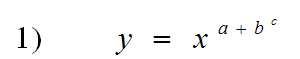 1) y = x^{a + b^{c}}